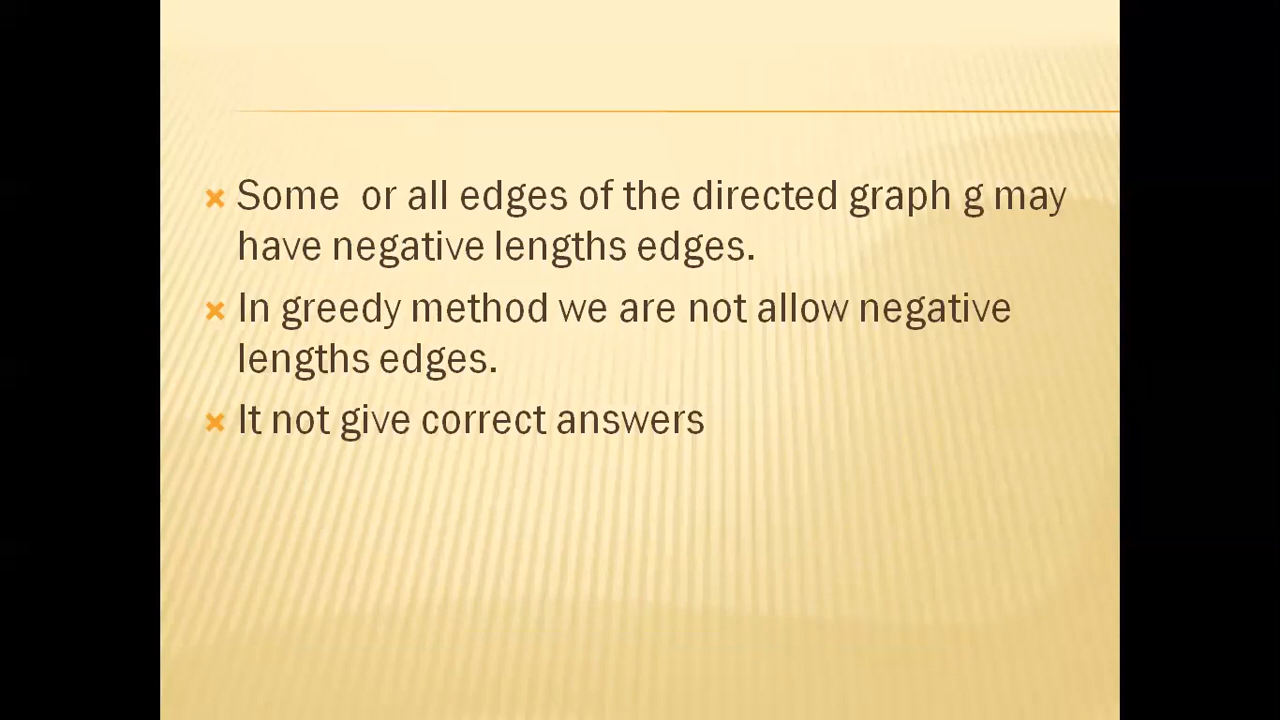 Some or all edges of the directed graph g may
have negative lengths edges.
In greedy method we are not allow negative
lengths edges.
It not give correct answers